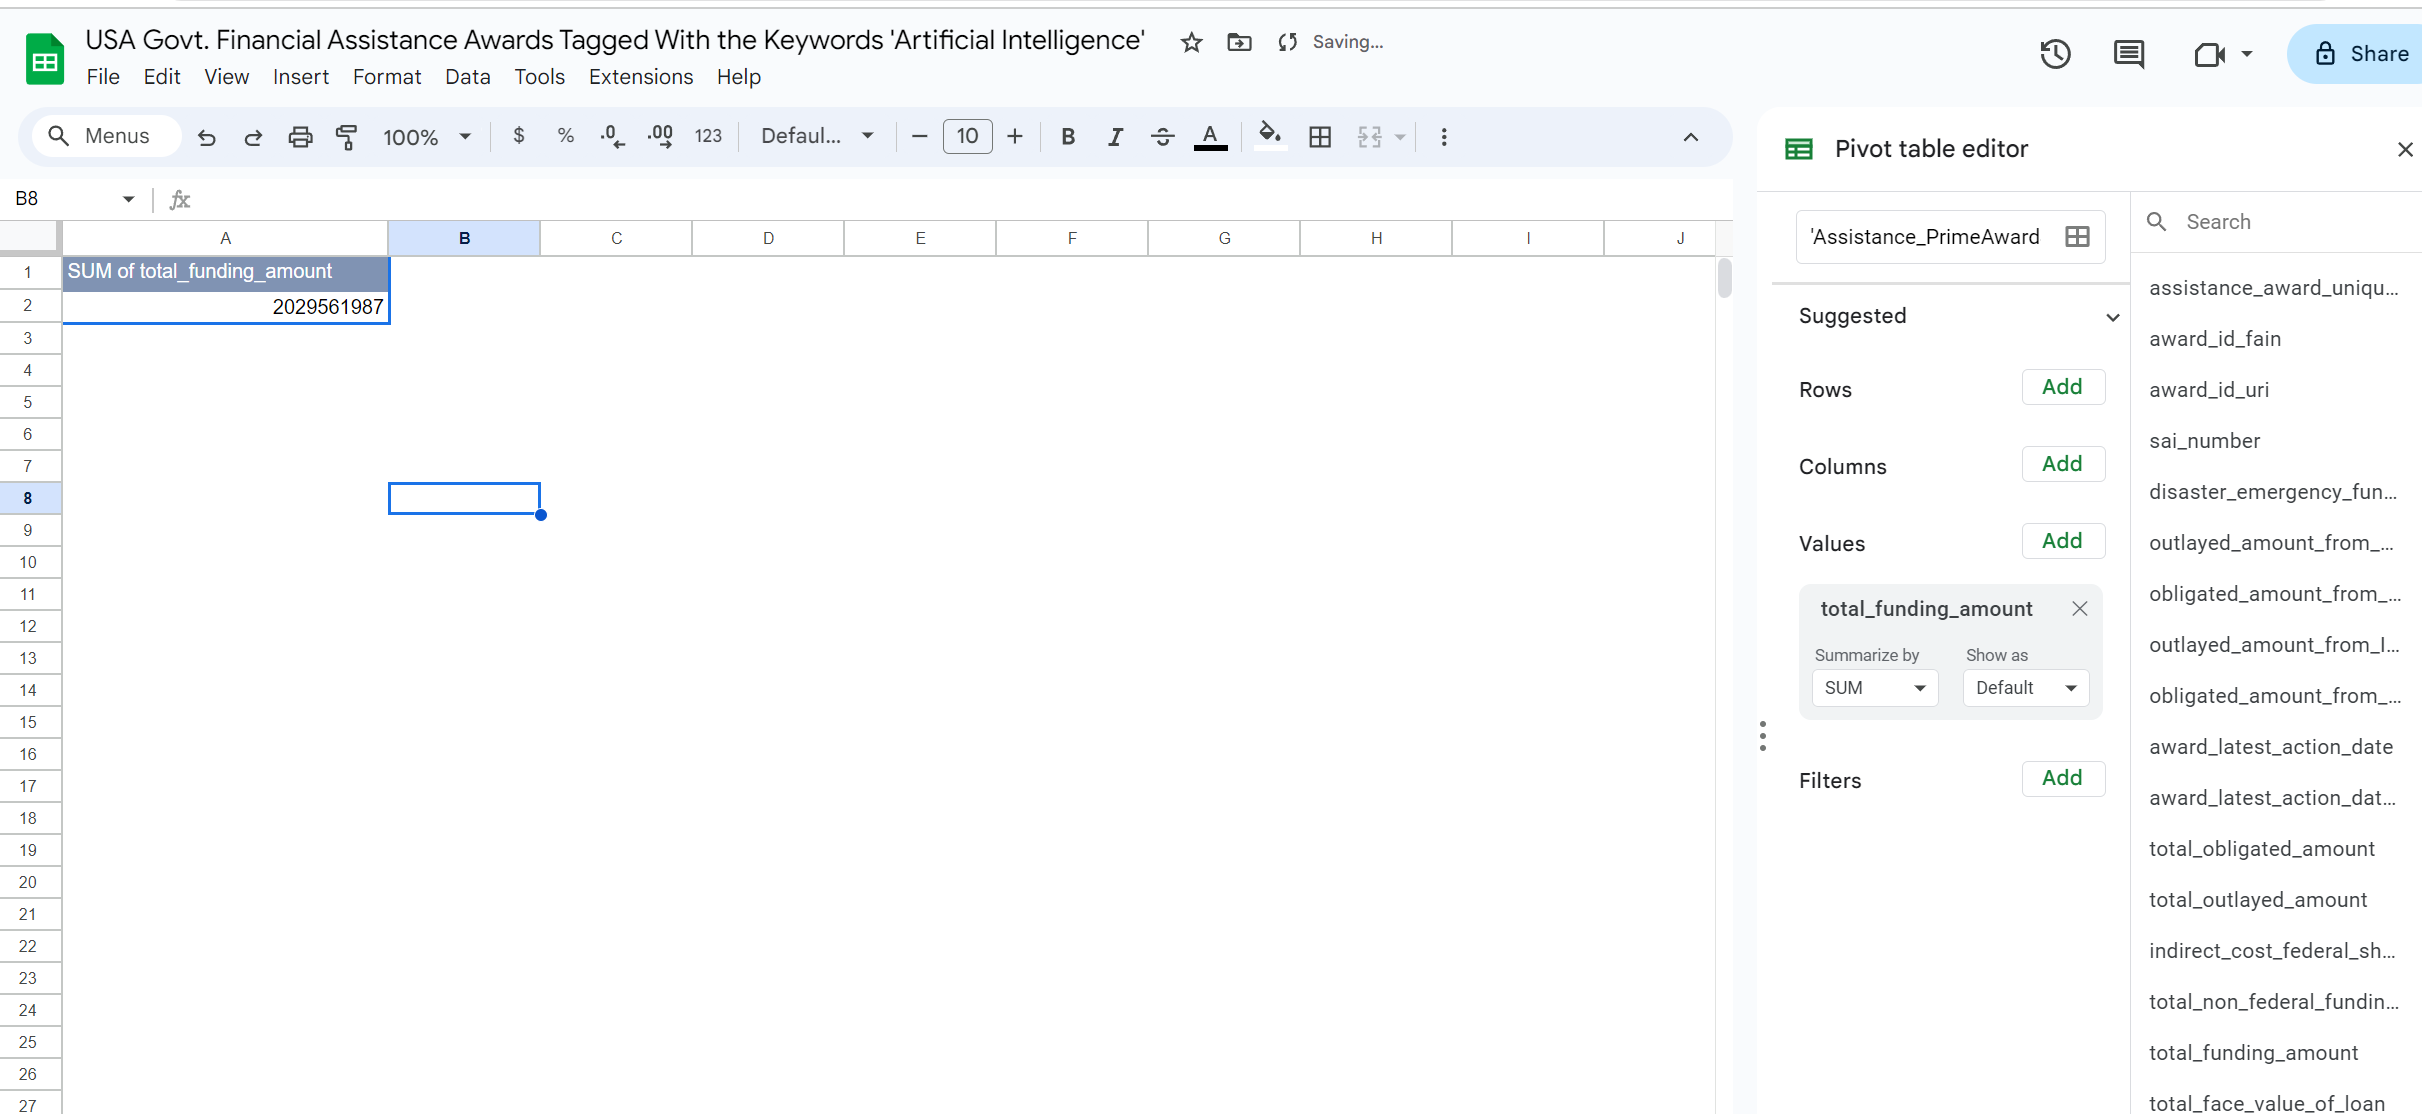 USA Govt. Financial Assistance Awards Tagged With the Keywords 'Artificial Intelligence'
Saving...
File Edit View Insert Format Data Tools Extensions Help
Share
Menus
100%
$ % .0 .00 123
Defaul...
10
B I A
B8
fx
A B C D E F G H I J
1 SUM of total_funding_amount
2 2029561987
3
4
5
6
7
8
9
10
11
12
13
14
15
16
17
18
19
20
21
22
23
24
25
26
27
Pivot table editor
'Assistance_PrimeAward
Suggested
Rows Add
Columns Add
Values Add
total_funding_amount
Summarize by Show as
SUM Default
Filters Add
Search
assistance_award_uniqu...
award_id_fain
award_id_uri
sai_number
disaster_emergency_fun...
outlayed_amount_from_...
obligated_amount_from_...
outlayed_amount_from_I...
obligated_amount_from_...
award_latest_action_date
award_latest_action_dat...
total_obligated_amount
total_outlayed_amount
indirect_cost_federal_sh...
total_non_federal_fundin...
total_funding_amount
total_face_value_of_loan